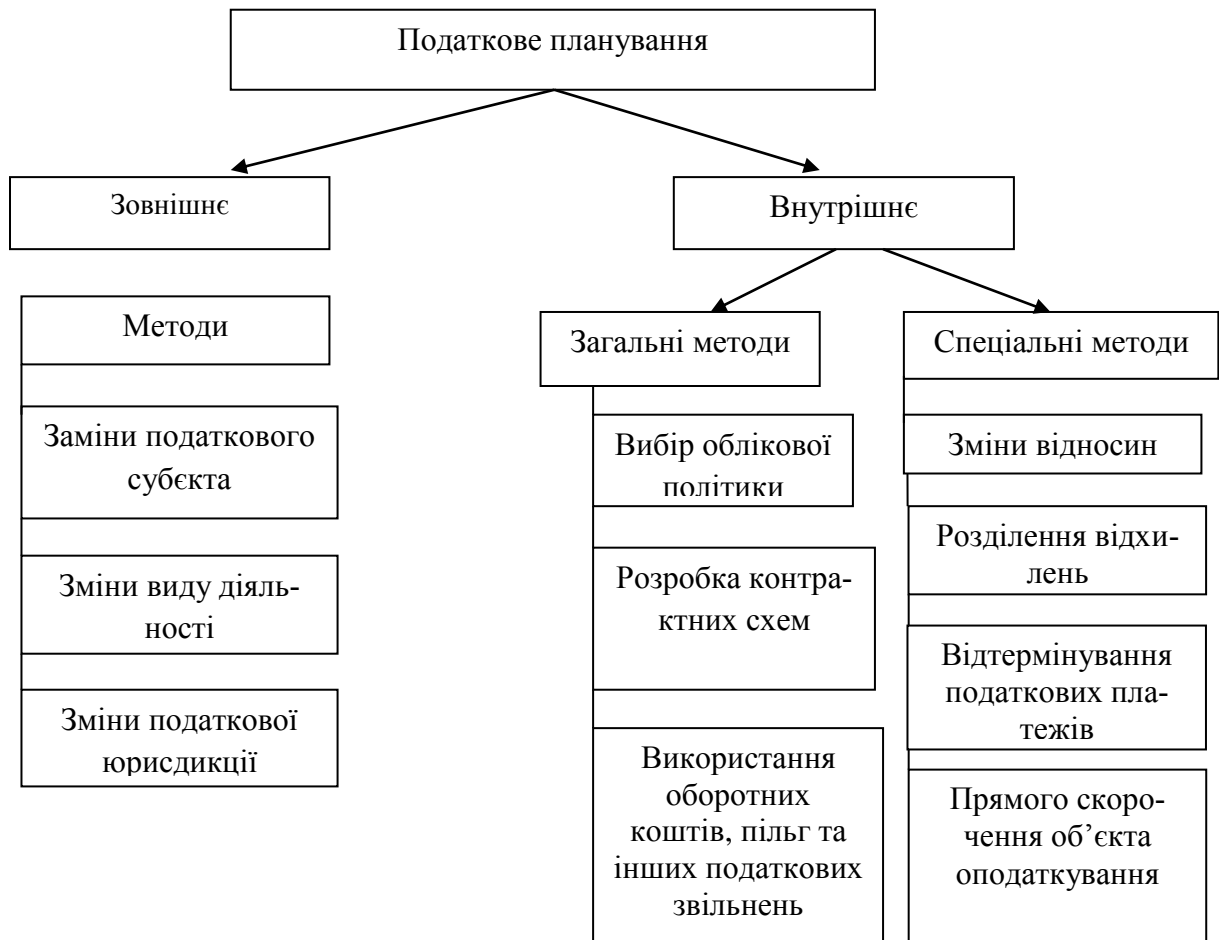 Податкове планування
Зовнішнє
Внутрішнє
Методи
Заміни податкового
субєкта
Зміни виду діяль-
ності
Зміни податкової
юрисдикції
Загальні методи
Вибір облікової
політики
Розробка контра-
ктних схем
Використання
оборотних
коштів, пільг та
інших податкових
звільнень
Спеціальні методи
Зміни відносин
Розділення відхи-
лень
Відтермінування
податкових пла-
тежів
Прямого скоро-
чення об’єкта
оподаткування